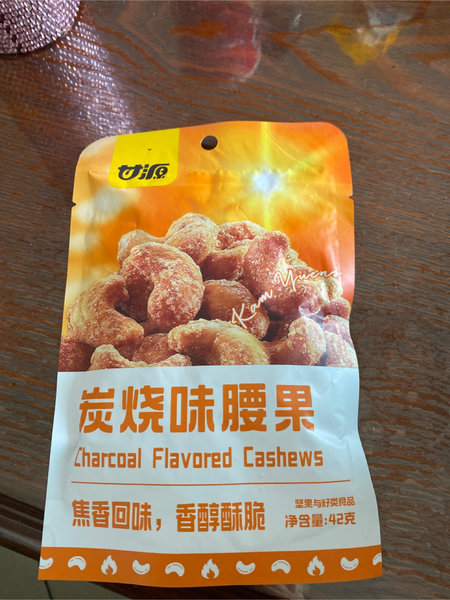 甘源
Kam Yueng
炭烧味腰果
Charcoal Flavored Cashews
坚果与籽类食品
焦香回味，香醇酥脆
净含量:42克